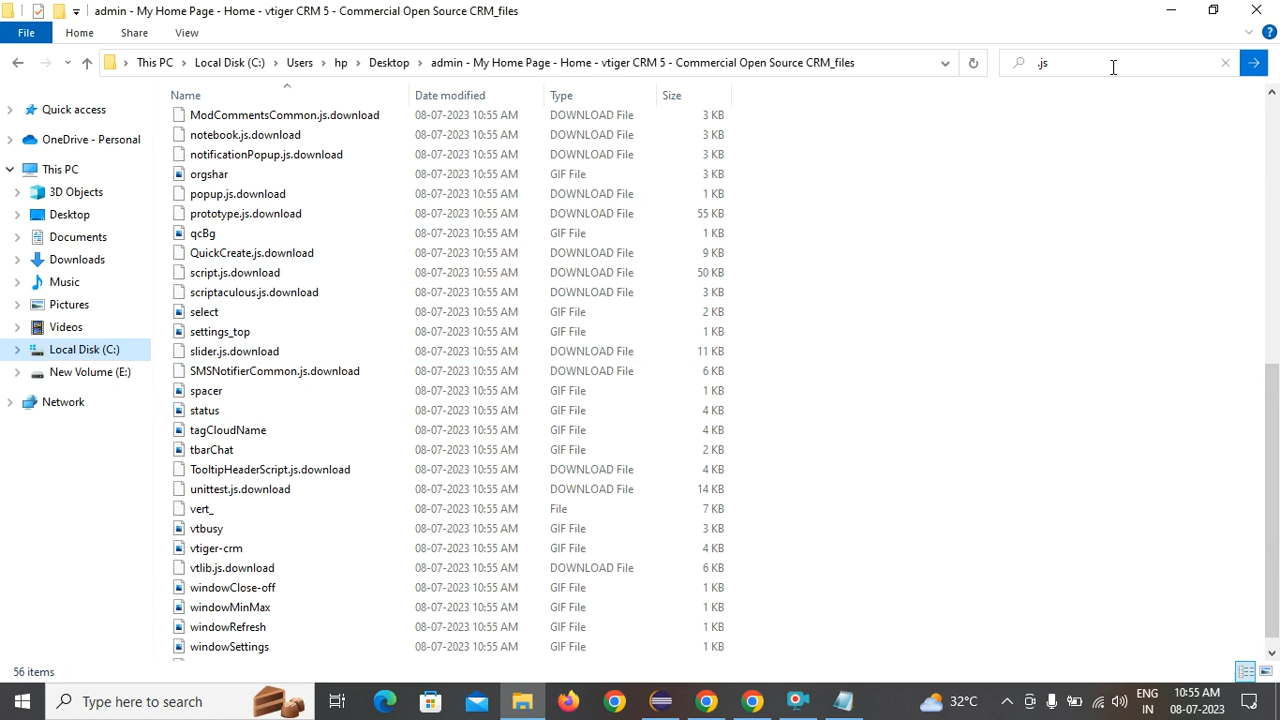 admin - My Home Page - Home - vtiger CRM 5 - Commercial Open Source CRM_files
File Home Share View
This PC Local Disk (C:) Users hp Desktop admin - My Home Page - Home - vtiger CRM 5 - Commercial Open Source CRM_files .js
Quick access
OneDrive - Personal
This PC
3D Objects
Desktop
Documents
Downloads
Music
Pictures
Videos
Local Disk (C:)
New Volume (E:)
Network
Name Date modified Type Size
ModCommentsCommon.js.download 08-07-2023 10:55 AM DOWNLOAD File 3 KB
notebook.js.download 08-07-2023 10:55 AM DOWNLOAD File 3 KB
notificationPopup.js.download 08-07-2023 10:55 AM DOWNLOAD File 3 KB
orgshar 08-07-2023 10:55 AM GIF File 3 KB
popup.js.download 08-07-2023 10:55 AM DOWNLOAD File 1 KB
prototype.js.download 08-07-2023 10:55 AM DOWNLOAD File 55 KB
qcBg 08-07-2023 10:55 AM GIF File 1 KB
QuickCreate.js.download 08-07-2023 10:55 AM DOWNLOAD File 9 KB
script.js.download 08-07-2023 10:55 AM DOWNLOAD File 50 KB
scriptaculous.js.download 08-07-2023 10:55 AM DOWNLOAD File 3 KB
select 08-07-2023 10:55 AM GIF File 2 KB
settings_top 08-07-2023 10:55 AM GIF File 1 KB
slider.js.download 08-07-2023 10:55 AM DOWNLOAD File 11 KB
SMSNotifierCommon.js.download 08-07-2023 10:55 AM DOWNLOAD File 6 KB
spacer 08-07-2023 10:55 AM GIF File 1 KB
status 08-07-2023 10:55 AM GIF File 4 KB
tagCloudName 08-07-2023 10:55 AM GIF File 4 KB
tbarChat 08-07-2023 10:55 AM GIF File 2 KB
TooltipHeaderScript.js.download 08-07-2023 10:55 AM DOWNLOAD File 4 KB
unittest.js.download 08-07-2023 10:55 AM DOWNLOAD File 14 KB
vert_ 08-07-2023 10:55 AM File 7 KB
vtbusy 08-07-2023 10:55 AM GIF File 3 KB
vtiger-crm 08-07-2023 10:55 AM GIF File 4 KB
vtlib.js.download 08-07-2023 10:55 AM DOWNLOAD File 6 KB
windowClose-off 08-07-2023 10:55 AM GIF File 1 KB
windowMinMax 08-07-2023 10:55 AM GIF File 1 KB
windowRefresh 08-07-2023 10:55 AM GIF File 1 KB
windowSettings 08-07-2023 10:55 AM GIF File 1 KB
56 items
Type here to search 32°C ENG 10:55 AM
IN 08-07-2023